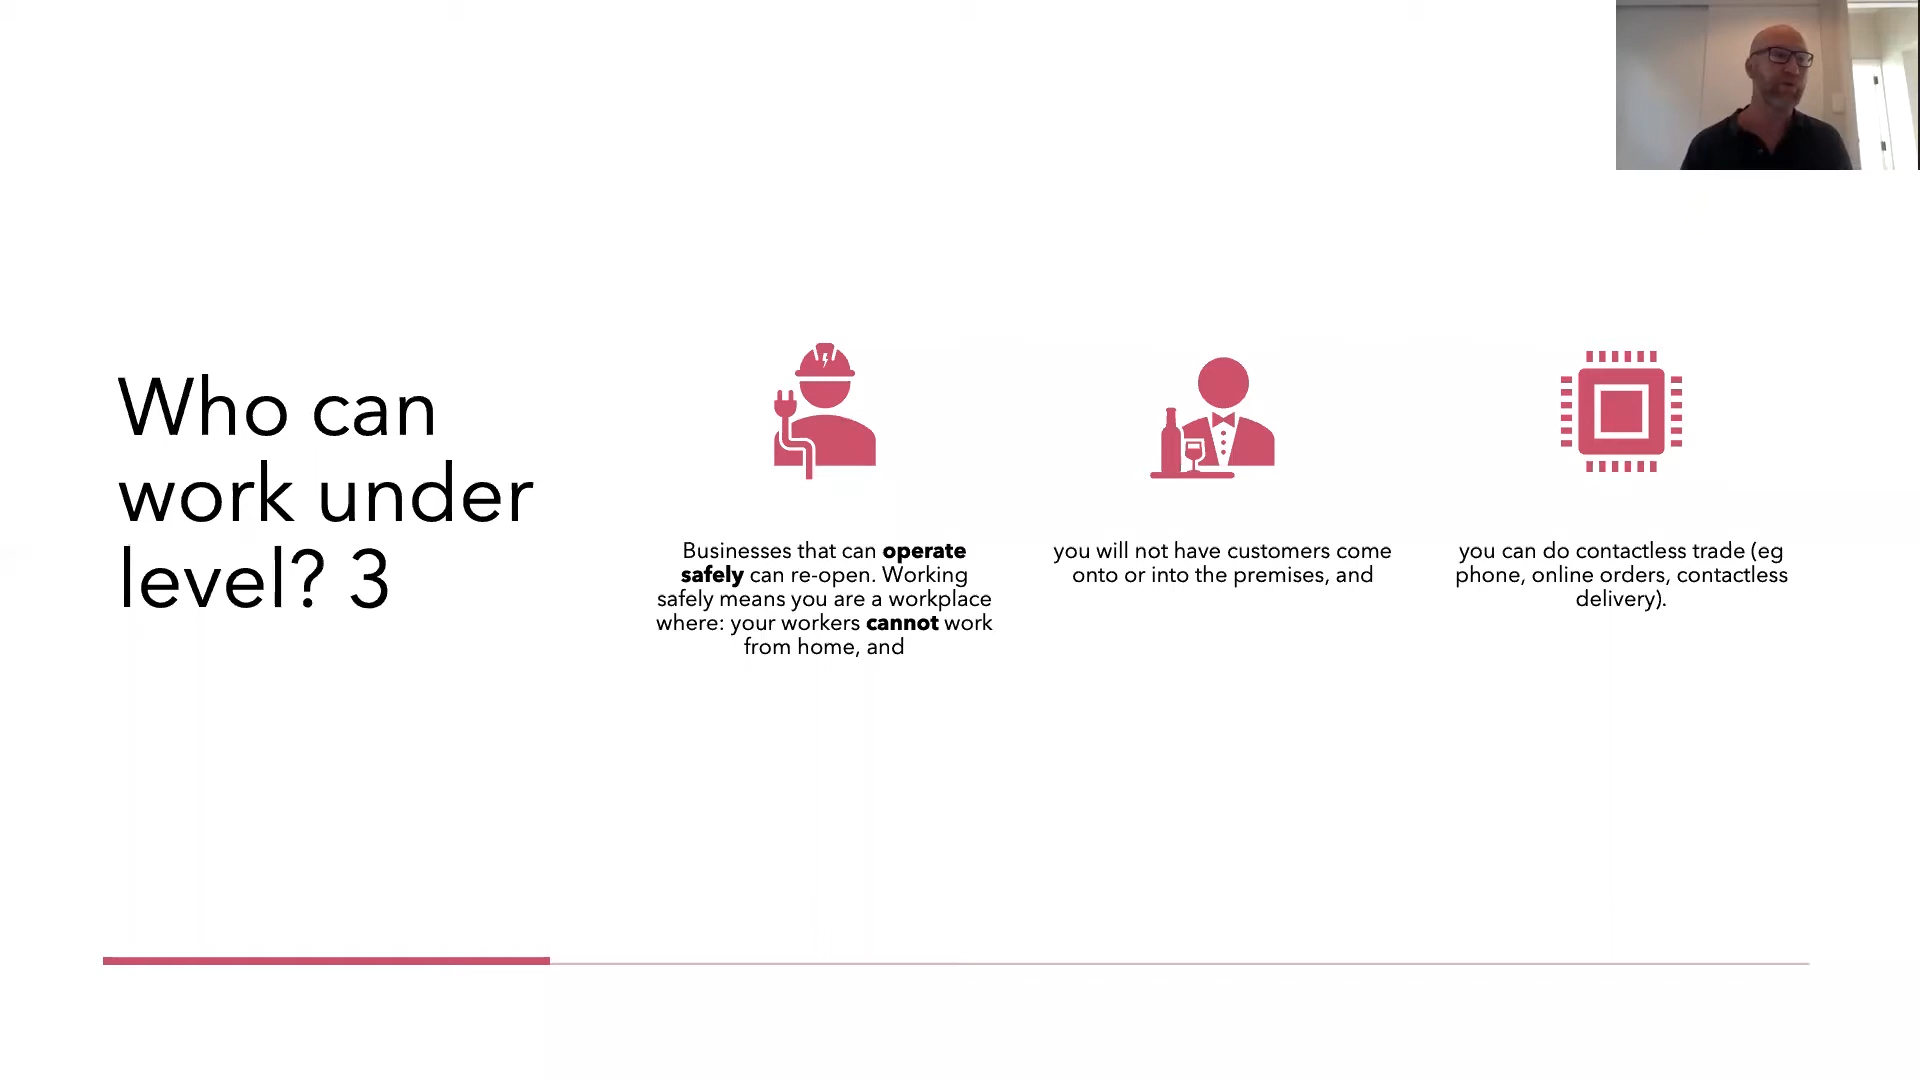 Who can
work under
level? 3
Businesses that can operate
safely can re-open. Working
safely means you are a workplace
where: your workers cannot work
from home, and
you will not have customers come
onto or into the premises, and
you can do contactless trade (eg
phone, online orders, contactless
delivery).